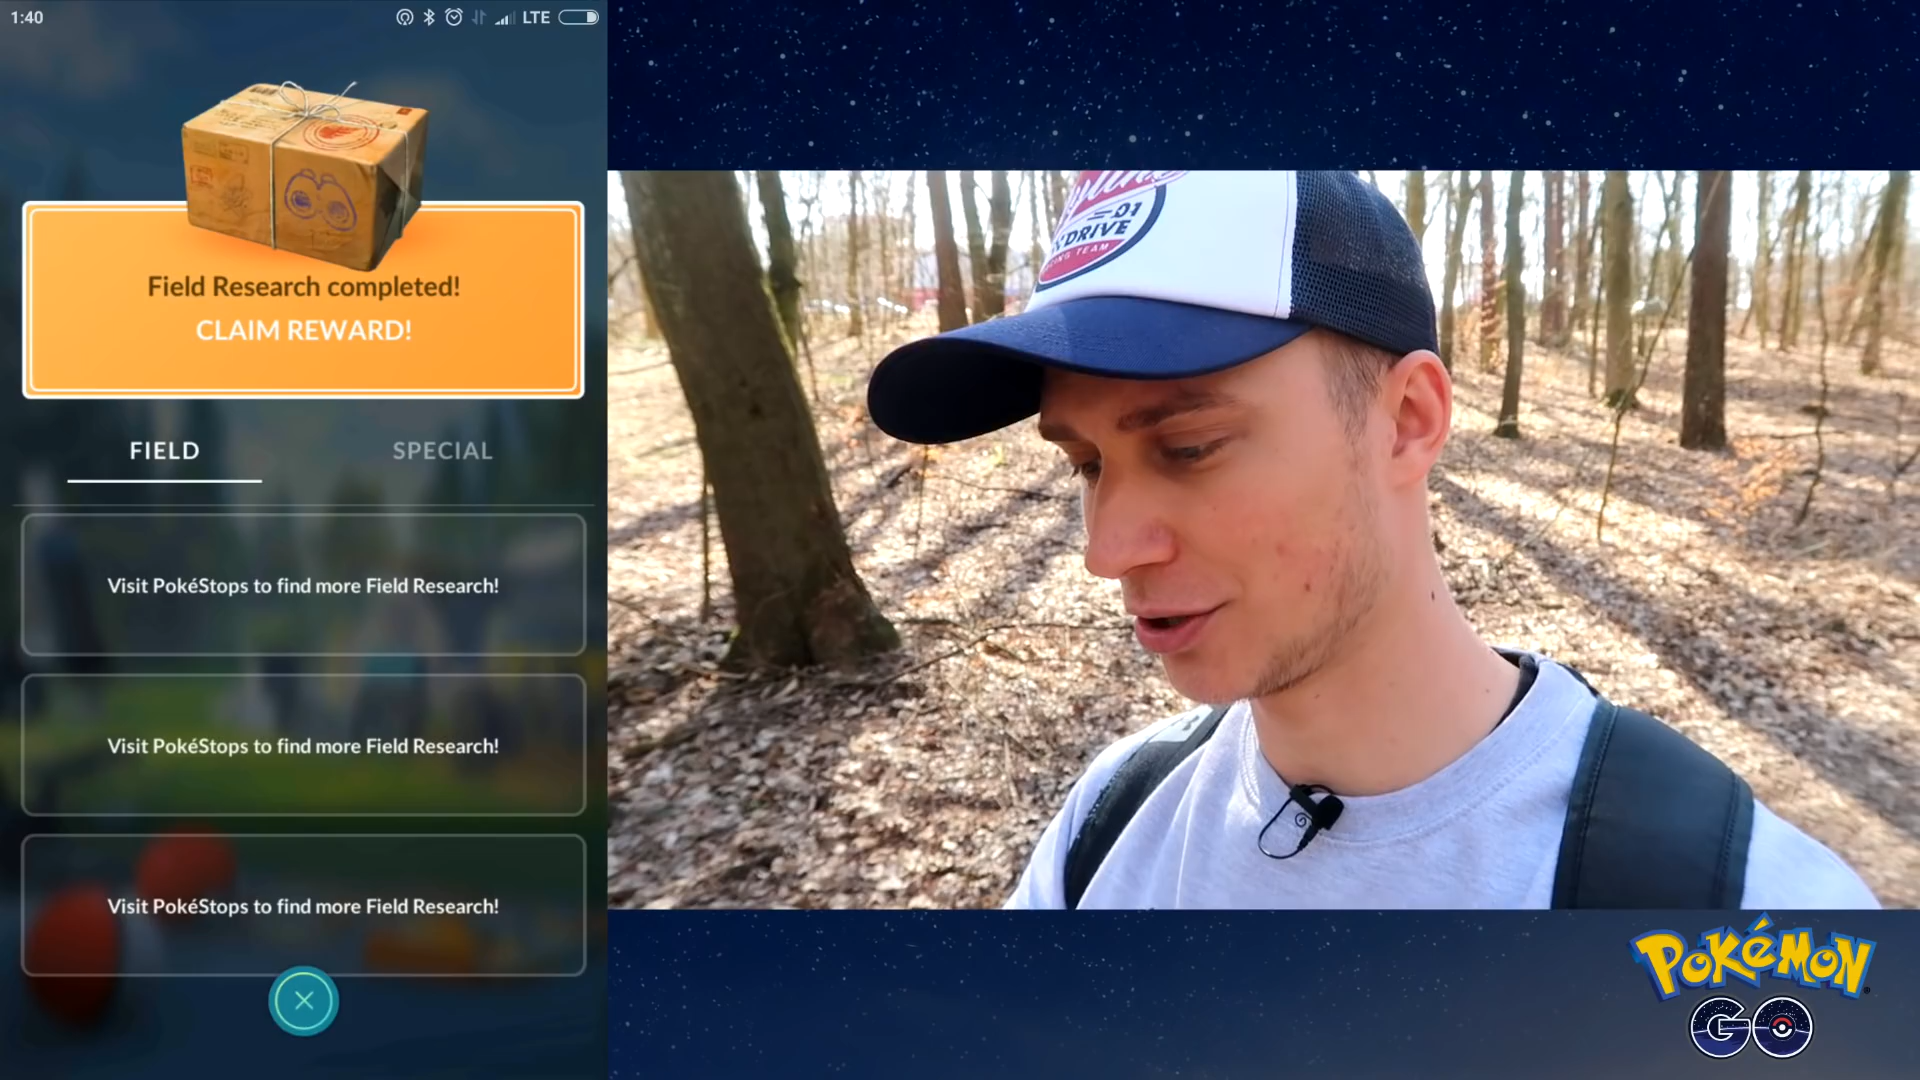 1:40
LTE
Field Research completed!
CLAIM REWARD!
FIELD
SPECIAL
Visit PokéStops to find more Field Research!
Visit PokéStops to find more Field Research!
Visit PokéStops to find more Field Research!
DRIVE
TEAM
POKéMON
GO